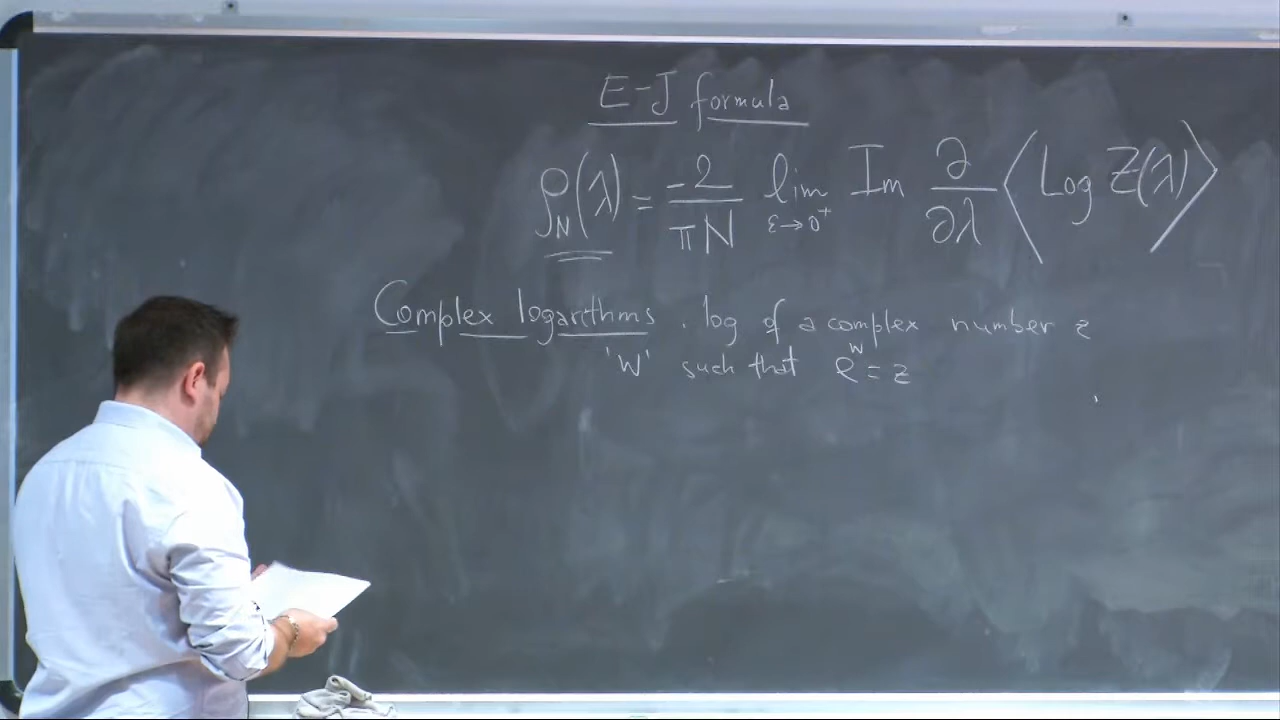 E-J formula
ρ_N(λ) = -2/πN lim_{ε→0⁺} Im ∂/∂λ ⟨Log Z(λ)⟩
Complex logarithms . log of a complex number z
'w' such that e^w = z